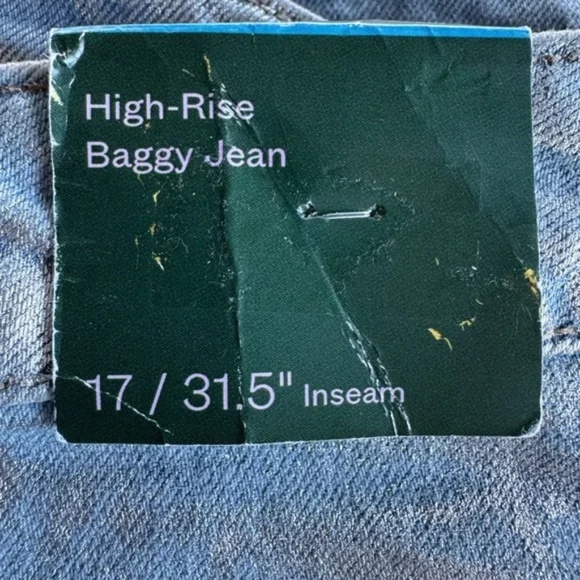 High-Rise
Baggy Jean
17 / 31.5" Inseam